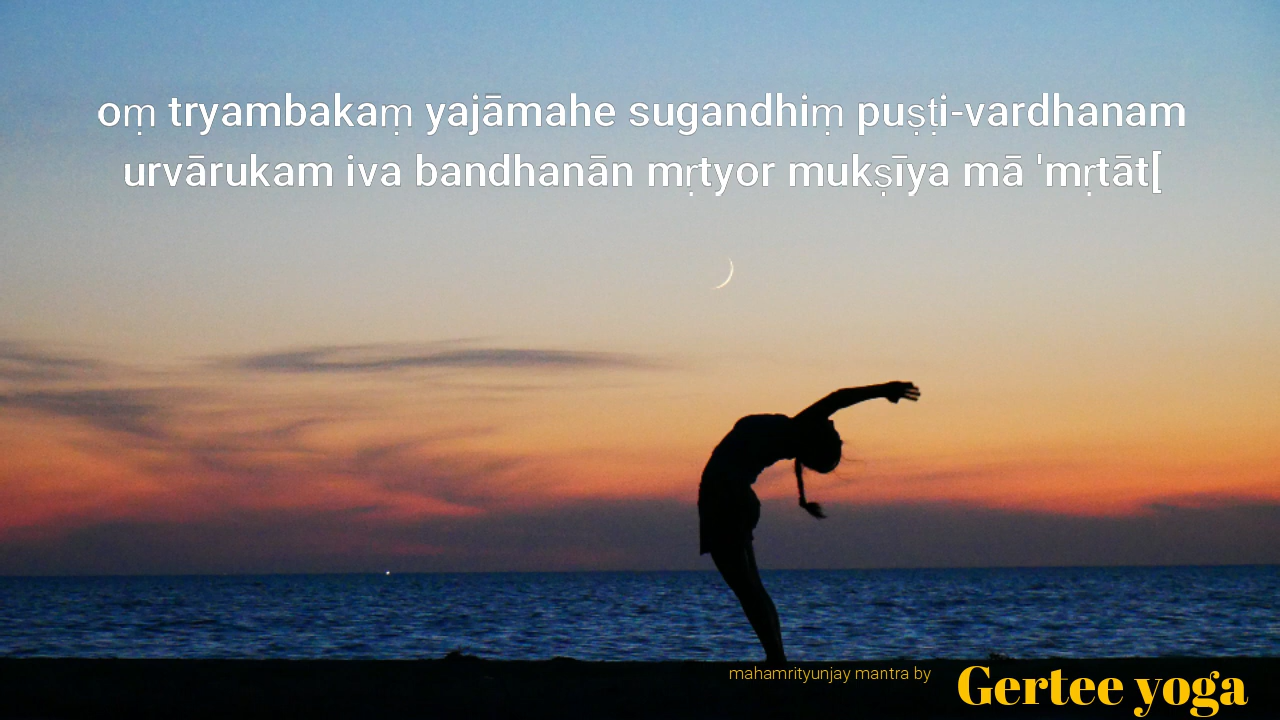 oṃ tryambakaṃ yajāmahe sugandhiṃ puṣṭi-vardhanam
urvārukam iva bandhanān mṛtyor mukṣīya mā 'mṛtāt[
mahamrityunjay mantra by Gertee yoga